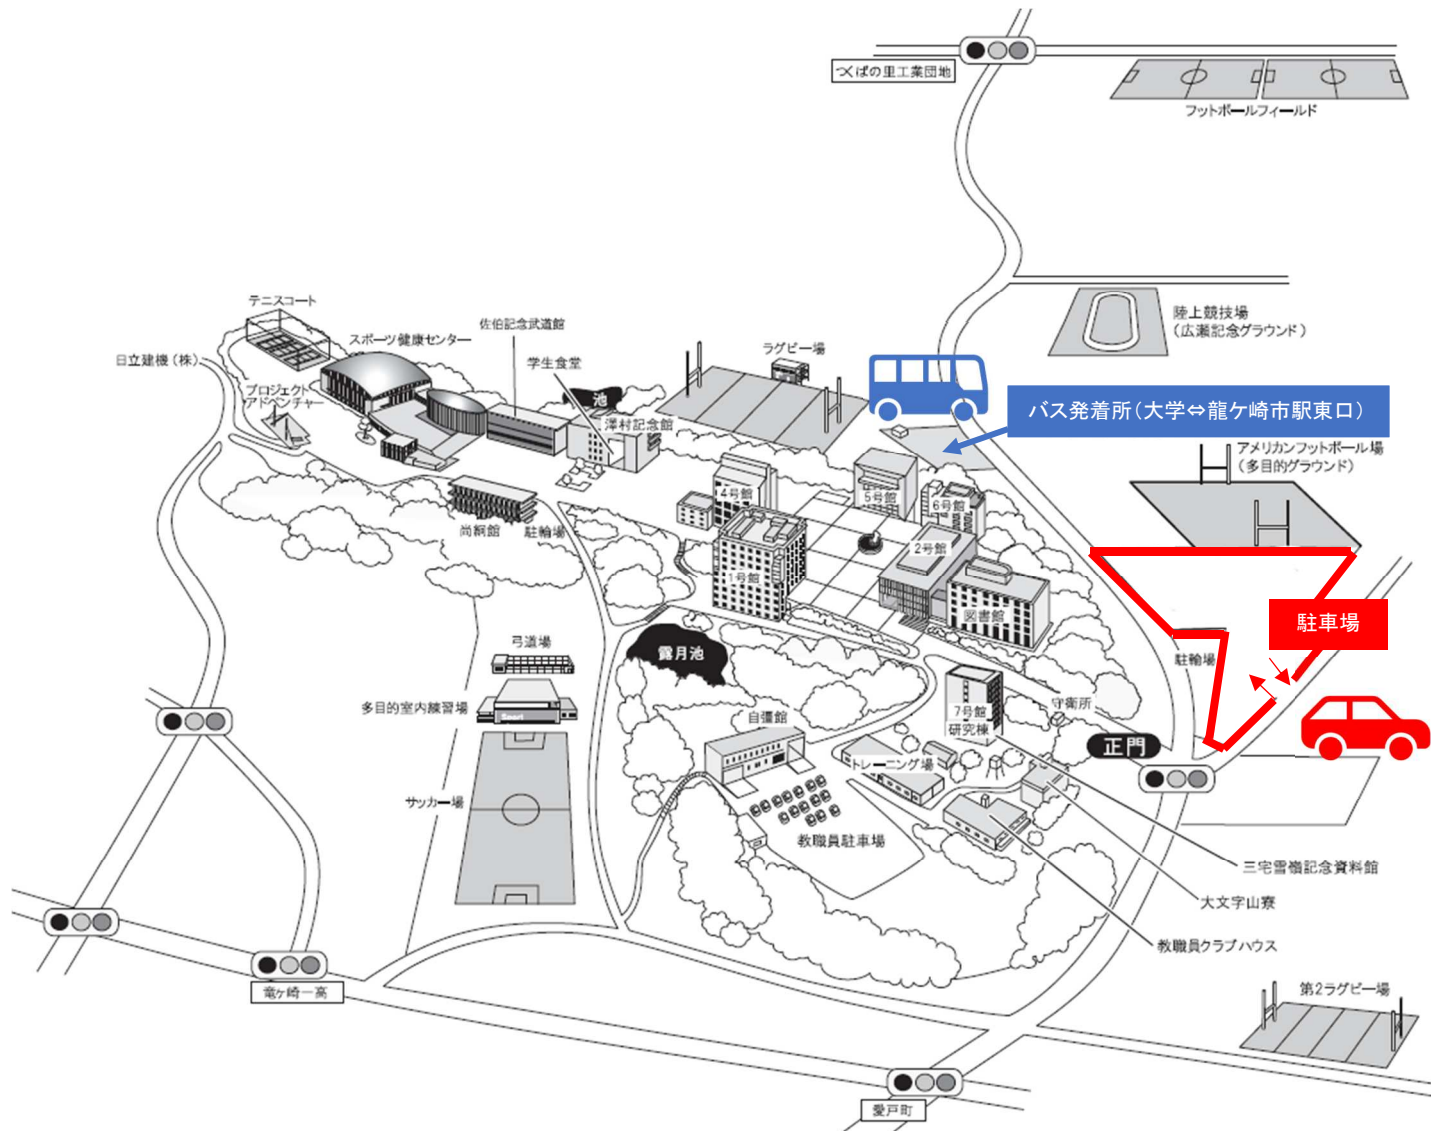 つくばの里工業団地
フットボールフィールド
陸上競技場
(広瀬記念グラウンド)
テニスコート
佐伯記念武道館
スポーツ健康センター
日立建機(株)
学生食堂
ラグビー場
プロジェクト
アドベンチャー
池
澤村記念館
バス発着所(大学⇔龍ケ崎市駅東口)
アメリカンフットボール場
(多目的グラウンド)
4号館
5号館
6号館
尚絅館
駐輪場
2号館
1号館
図書館
駐車場
弓道場
露月池
駐輪場
多目的室内練習場
自彊館
7号館
研究棟
守衛所
正門
トレーニング場
サッカー場
教職員駐車場
三宅雪嶺記念資料館
大文字山寮
教職員クラブハウス
竜ヶ崎一高
第2ラグビー場
愛戸町